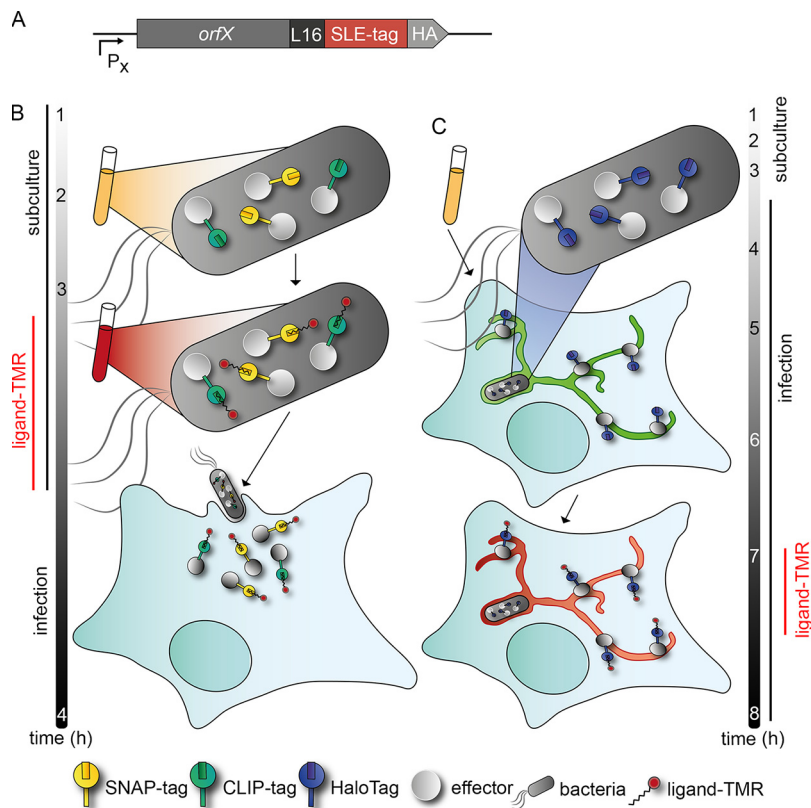 A
orfX L16 SLE-tag HA
Px
B
1
2
3
4
subculture
ligand-TMR
infection
time (h)
C
1
2
3
4
5
6
7
8
subculture
infection
ligand-TMR
time (h)
SNAP-tag CLIP-tag HaloTag effector bacteria ligand-TMR